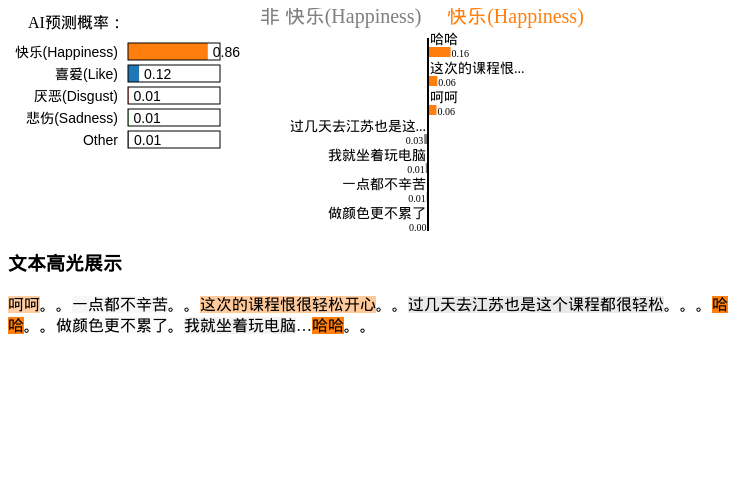 AI预测概率：
快乐(Happiness) 0.86
喜爱(Like) 0.12
厌恶(Disgust) 0.01
悲伤(Sadness) 0.01
Other 0.01
非 快乐(Happiness) 快乐(Happiness)
哈哈
0.16
这次的课程恨...
0.06
呵呵
0.06
过几天去江苏也是这...
0.03
我就坐着玩电脑
0.01
一点都不辛苦
0.01
做颜色更不累了
0.00
文本高光展示
呵呵。。一点都不辛苦。。这次的课程恨很轻松开心。。过几天去江苏也是这个课程都很轻松。。。哈
哈。。做颜色更不累了。我就坐着玩电脑…哈哈。。